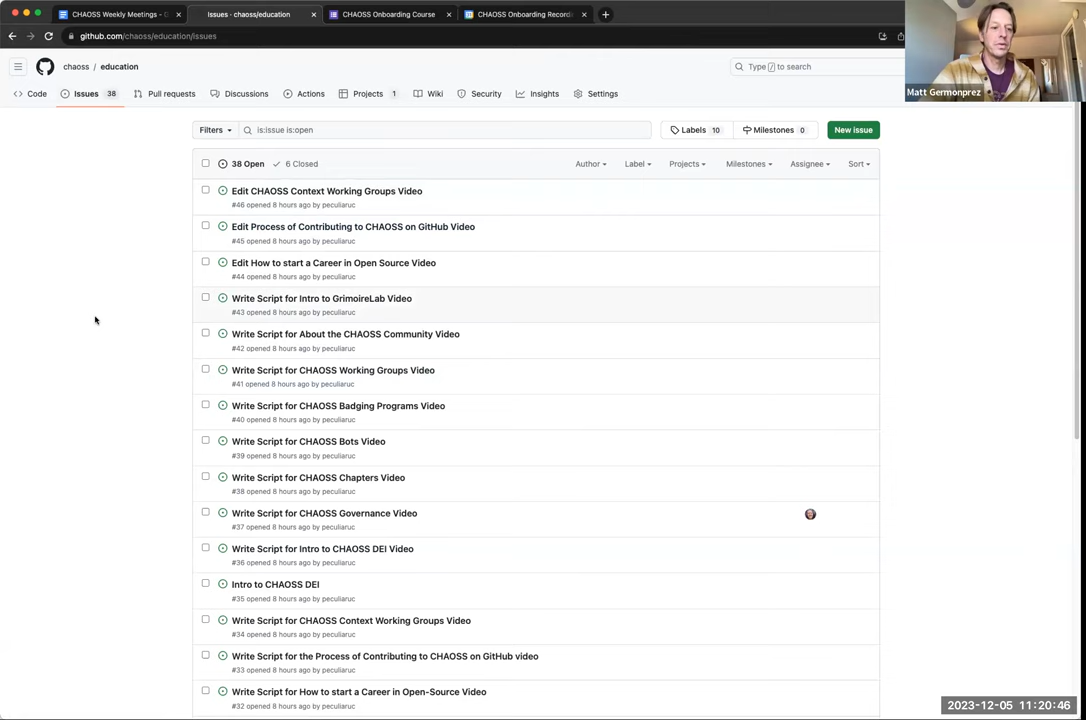 CHAOSS Weekly Meetings – G
Issues · chaoss/education
CHAOSS Onboarding Course
CHAOSS Onboarding Record
github.com/chaoss/education/issues
chaoss / education
Type / to search
Matt Germonprez
Code
Issues 38
Pull requests
Discussions
Actions
Projects 1
Wiki
Security
Insights
Settings
Filters
is:issue is:open
Labels 10
Milestones 0
New issue
38 Open
6 Closed
Author
Label
Projects
Milestones
Assignee
Sort
Edit CHAOSS Context Working Groups Video
#46 opened 8 hours ago by peculiaruc
Edit Process of Contributing to CHAOSS on GitHub Video
#45 opened 8 hours ago by peculiaruc
Edit How to start a Career in Open Source Video
#44 opened 8 hours ago by peculiaruc
Write Script for Intro to GrimoireLab Video
#43 opened 8 hours ago by peculiaruc
Write Script for About the CHAOSS Community Video
#42 opened 8 hours ago by peculiaruc
Write Script for CHAOSS Working Groups Video
#41 opened 8 hours ago by peculiaruc
Write Script for CHAOSS Badging Programs Video
#40 opened 8 hours ago by peculiaruc
Write Script for CHAOSS Bots Video
#39 opened 8 hours ago by peculiaruc
Write Script for CHAOSS Chapters Video
#38 opened 8 hours ago by peculiaruc
Write Script for CHAOSS Governance Video
#37 opened 8 hours ago by peculiaruc
Write Script for Intro to CHAOSS DEI Video
#36 opened 8 hours ago by peculiaruc
Intro to CHAOSS DEI
#35 opened 8 hours ago by peculiaruc
Write Script for CHAOSS Context Working Groups Video
#34 opened 8 hours ago by peculiaruc
Write Script for the Process of Contributing to CHAOSS on GitHub video
#33 opened 8 hours ago by peculiaruc
Write Script for How to start a Career in Open-Source Video
#32 opened 8 hours ago by peculiaruc
2023-12-05 11:20:46